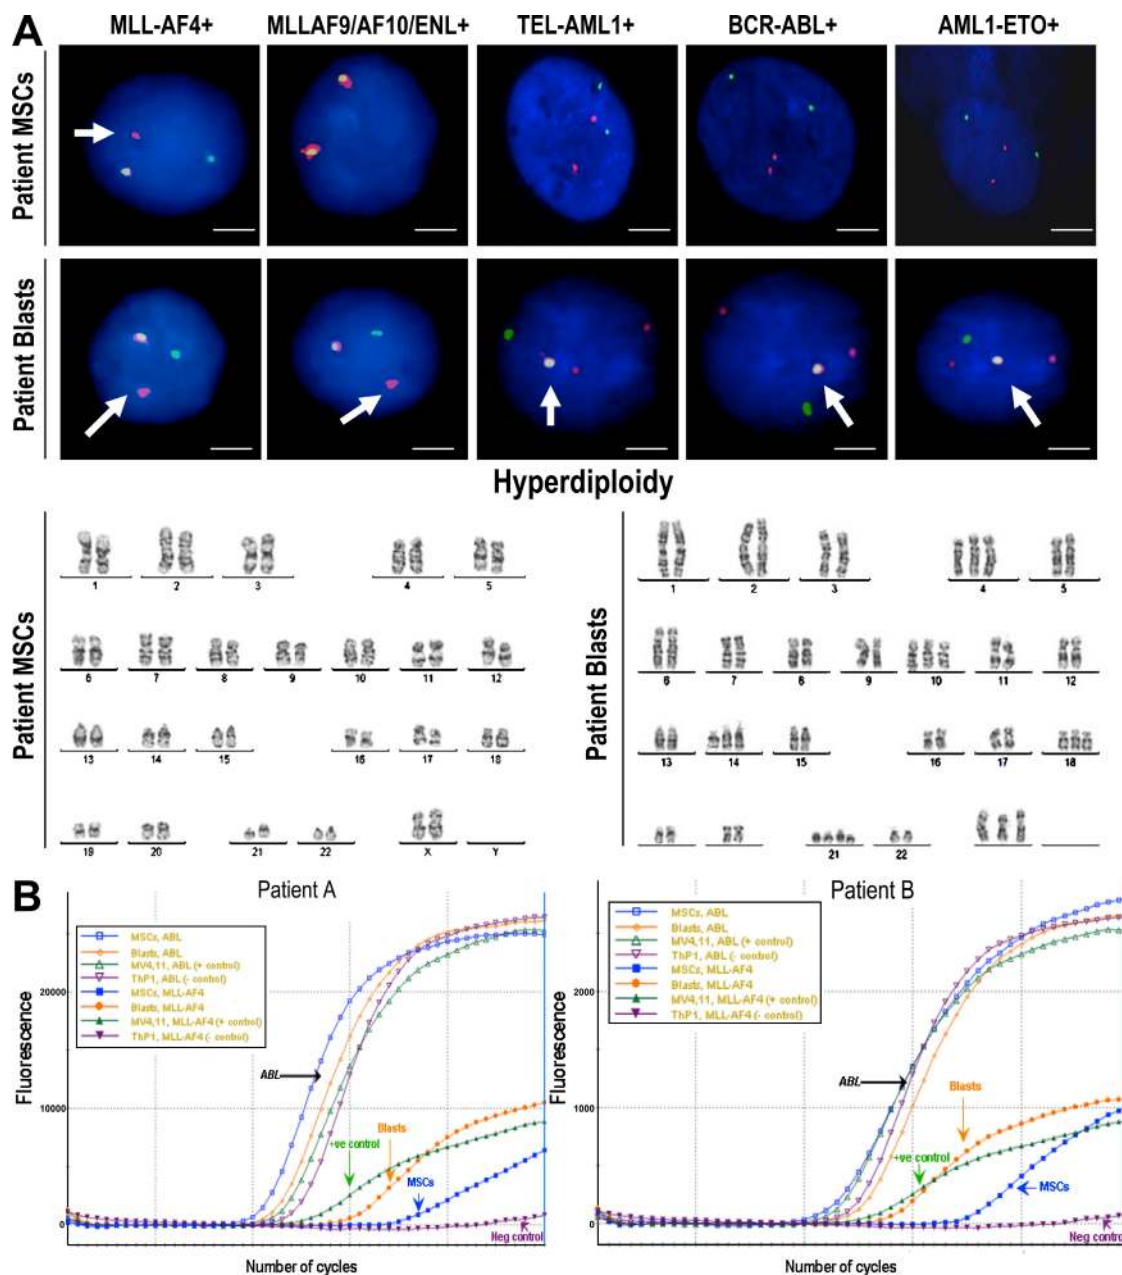 A
MLL-AF4+ MLLAF9/AF10/ENL+ TEL-AML1+ BCR-ABL+ AML1-ETO+
Patient MSCs
Patient Blasts
Hyperdiploidy
Patient MSCs
1 2 3 4 5
6 7 8 9 10 11 12
13 14 15 16 17 18
19 20 21 22 X Y
Patient Blasts
1 2 3 4 5
6 7 8 9 10 11 12
13 14 15 16 17 18
21 22
B
Patient A
MSCs, ABL
Blasts, ABL
MV4,11, ABL (+ control)
ThP1, ABL (- control)
MSCs, MLL-AF4
Blasts, MLL-AF4
MV4,11, MLL-AF4 (+ control)
ThP1, MLL-AF4 (- control)
Fluorescence
20000
10000
0
ABL
+ve control
Blasts
MSCs
Neg control
Number of cycles
Patient B
MSCs, ABL
Blasts, ABL
MV4,11, ABL (+ control)
ThP1, ABL (- control)
MSCs, MLL-AF4
Blasts, MLL-AF4
MV4,11, MLL-AF4 (+ control)
ThP1, MLL-AF4 (- control)
Fluorescence
2000
1000
0
ABL
Blasts
+ve control
MSCs
Neg control
Number of cycles